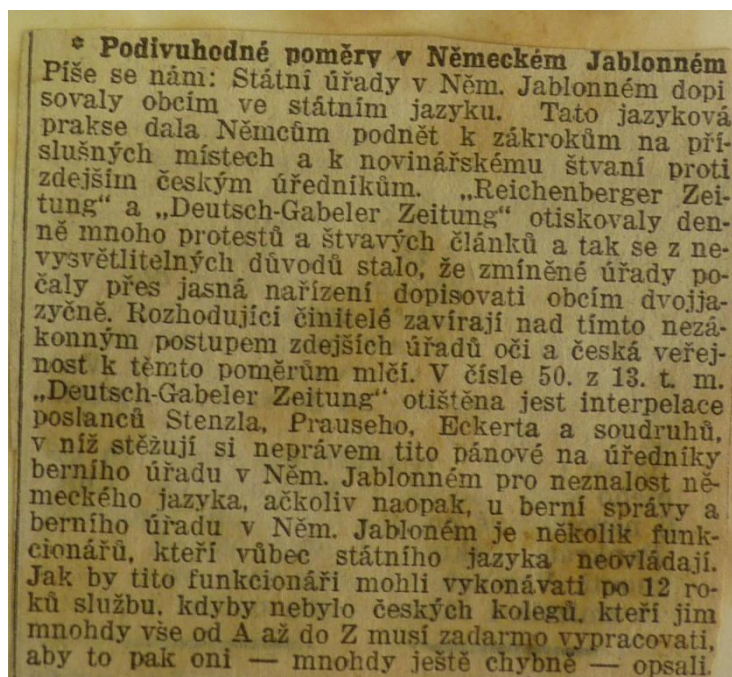 * Podivuhodné poměry v Německém Jablonném
Píše se nám: Státní úřady v Něm. Jablonném dopi
sovaly obcím ve státním jazyku. Tato jazyková
prakse dala Němcům podnět k zákrokům na pří-
slušných místech a k novinářskému štvaní proti
zdejším českým úředníkům. „Reichenberger Zei-
tung“ a „Deutsch-Gabeler Zeitung“ otiskovaly den-
ně mnoho protestů a štvavých článků a tak se z ne-
vysvětlitelných důvodů stalo, že zmíněné úřady po-
čaly přes jasná nařízení dopisovati obcím dvojja-
zyčně. Rozhodující činitelé zavírají nad tímto nezá-
konným postupem zdejších úřadů oči a česká veřej-
nost k těmto poměrům mlčí. V čísle 50. z 13. t. m.
„Deutsch-Gabeler Zeitung“ otištěna jest interpelace
poslanců Stenzla, Prauseho, Eckerta a soudruhů,
v níž stěžují si neprávem tito pánové na úředníky
berního úřadu v Něm. Jablonném pro neznalost ně-
meckého jazyka, ačkoliv naopak, u berní správy a
berního úřadu v Něm. Jabloném je několik funk-
cionářů, kteří vůbec státního jazyka neovládají.
Jak by tito funkcionáři mohli vykonávati po 12 ro-
ků službu, kdyby nebylo českých kolegů, kteří jim
mnohdy vše od A až do Z musí zadarmo vypracovati,
aby to pak oni — mnohdy ještě chybně — opsali.